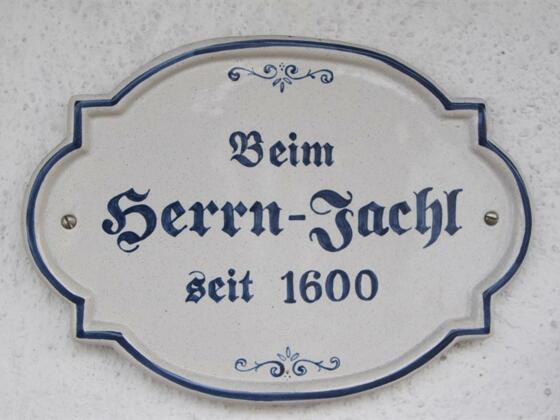 Beim
Herrn-Jachl
seit 1600